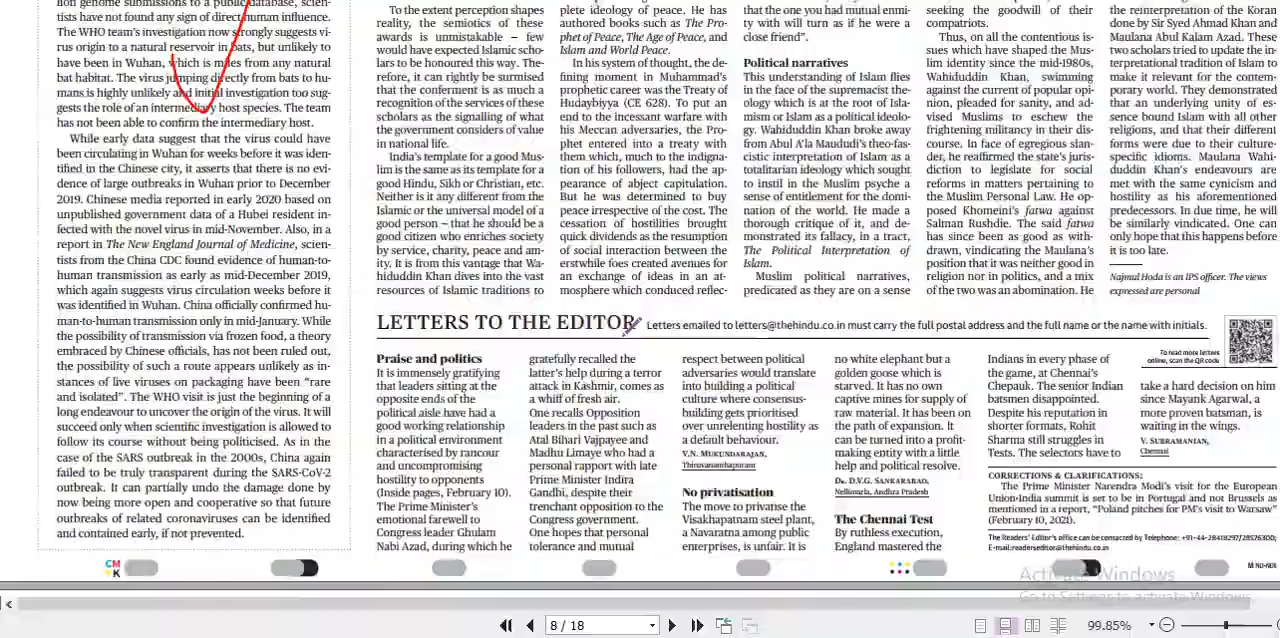 lion genome submissions to a public database, scien-
tists have not found any sign of direct human influence.
The WHO team's investigation now strongly suggests vi-
rus origin to a natural reservoir in bats, but unlikely to
have been in Wuhan, which is miles from any natural
bat habitat. The virus jumping directly from bats to hu-
mans is highly unlikely and initial investigation too sug-
gests the role of an intermediary host species. The team
has not been able to confirm the intermediary host.
While early data suggest that the virus could have
been circulating in Wuhan for weeks before it was iden-
tified in the Chinese city, it asserts that there is no evi-
dence of large outbreaks in Wuhan prior to December
2019. Chinese media reported in early 2020 based on
unpublished government data of a Hubei resident in-
fected with the novel virus in mid-November. Also, in a
report in The New England Journal of Medicine, scien-
tists from the China CDC found evidence of human-to-
human transmission as early as mid-December 2019,
which again suggests virus circulation weeks before it
was identified in Wuhan. China officially confirmed hu-
man-to-human transmission only in mid-January. While
the possibility of transmission via frozen food, a theory
embraced by Chinese officials, has not been ruled out,
the possibility of such a route appears unlikely as in-
stances of live viruses on packaging have been "rare
and isolated". The WHO visit is just the beginning of a
long endeavour to uncover the origin of the virus. It will
succeed only when scientific investigation is allowed to
follow its course without being politicised. As in the
case of the SARS outbreak in the 2000s, China again
failed to be truly transparent during the SARS-CoV-2
outbreak. It can partially undo the damage done by
now being more open and cooperative so that future
outbreaks of related coronaviruses can be identified
and contained early, if not prevented.
To the extent perception shapes
reality, the semiotics of these
awards is unmistakable – few
would have expected Islamic scho-
lars to be honoured this way. The-
refore, it can rightly be surmised
that the conferment is as much a
recognition of the services of these
scholars as the signalling of what
the government considers of value
in national life.
India's template for a good Mus-
lim is the same as its template for a
good Hindu, Sikh or Christian, etc.
Neither is it any different from the
Islamic or the universal model of a
good person – that he should be a
good citizen who enriches society
by service, charity, peace and am-
ity. It is from this vantage that Wa-
hiduddin Khan dives into the vast
resources of Islamic traditions to
plete ideology of peace. He has
authored books such as The Pro-
phet of Peace, The Age of Peace, and
Islam and World Peace.
In his system of thought, the de-
fining moment of Muhammad's
prophetic career was the Treaty of
Hudaybiyya (CE 628). To put an
end to the incessant warfare with
his Meccan adversaries, the Pro-
phet entered into a treaty with
them which, much to the indigna-
tion of his followers, had the ap-
pearance of abject capitulation.
But he was determined to buy
peace irrespective of the cost. The
cessation of hostilities brought
quick dividends as the resumption
of social interaction between the
erstwhile foes created avenues for
an exchange of ideas in an at-
mosphere which conduced reflec-
that the one you had mutual enmi-
ty with will turn as if he were a
close friend".
Political narratives
This understanding of Islam flies
in the face of the supremacist the-
ology which is at the root of Isla-
mism or Islam as a political ideolo-
gy. Wahiduddin Khan broke away
from Abul A'la Maududi's theo-fas-
cistic interpretation of Islam as a
totalitarian ideology which sought
to instil in the Muslim psyche a
sense of entitlement for the domi-
nation of the world. He made a
thorough critique of it, and de-
monstrated its fallacy, in a tract,
The Political Interpretation of
Islam.
Muslim political narratives,
predicated as they are on a sense
seeking the goodwill of their
compatriots.
Thus, on all the contentious is-
sues which have shaped the Mus-
lim identity since the mid-1980s,
Wahiduddin Khan, swimming
against the current of popular opi-
nion, pleaded for sanity, and ad-
vised Muslims to eschew the
frightening militancy in their dis-
course. In face of egregious slan-
der, he reaffirmed the state's juris-
diction to legislate for social
reforms in matters pertaining to
the Muslim Personal Law. He op-
posed Khomeini's fatwa against
Salman Rushdie. The said fatwa
has since been as good as with-
drawn, vindicating the Maulana's
position that it was neither good in
religion nor in politics, and a mix
of the two was an abomination. He
the reinterpretation of the Koran
done by Sir Syed Ahmad Khan and
Maulana Abul Kalam Azad. These
two scholars tried to update the in-
terpretational tradition of Islam to
make it relevant for the contem-
porary world. They demonstrated
that an underlying unity of es-
sence bound Islam with all other
religions, and that their different
forms were due to their culture-
specific idioms. Maulana Wahi-
duddin Khan's endeavours are
met with the same cynicism and
hostility as his aforementioned
predecessors. In due time, he will
be similarly vindicated. One can
only hope that this happens before
it is too late.
Najmul Hoda is an IPS officer. The views
expressed are personal
LETTERS TO THE EDITOR Letters emailed to letters@thehindu.co.in must carry the full postal address and the full name or the name with initials.
Praise and politics
It is immensely gratifying
that leaders sitting at the
opposite ends of the
political aisle have had a
good working relationship
in a political environment
characterised by rancour
and uncompromising
hostility to opponents
(Inside pages, February 10).
The Prime Minister's
emotional farewell to
Congress leader Ghulam
Nabi Azad, during which he
gratefully recalled the
latter's help during a terror
attack in Kashmir, comes as
a whiff of fresh air.
One recalls Opposition
leaders in the past such as
Atal Bihari Vajpayee and
Madhu Limaye who had a
personal rapport with late
Prime Minister Indira
Gandhi, despite their
trenchant opposition to the
Congress government.
One hopes that personal
tolerance and mutual
respect between political
adversaries would translate
into building a political
culture where consensus-
building gets prioritised
over unrelenting hostility as
a default behaviour.
V.N. MUKUNDARAJAN,
Thiruvananthapuram
No privatisation
The move to privatise the
Visakhapatnam steel plant,
a Navaratna among public
enterprises, is unfair. It is
no white elephant but a
golden goose which is
starved. It has no own
captive mines for supply of
raw material. It has been on
the path of expansion. It
can be turned into a profit-
making entity with a little
help and political resolve.
DR. D.V.G. SANKARARAO,
Nellimarla, Andhra Pradesh
The Chennai Test
By ruthless execution,
England mastered the
Indians in every phase of
the game, at Chennai's
Chepauk. The senior Indian
batsmen disappointed.
Despite his reputation in
shorter formats, Rohit
Sharma still struggles in
Tests. The selectors have to
To read more letters
online, scan the QR code
take a hard decision on him
since Mayank Agarwal, a
more proven batsman, is
waiting in the wings.
V. SUBRAMANIAN,
Chennai
CORRECTIONS & CLARIFICATIONS:
The Prime Minister Narendra Modi's visit for the European
Union-India summit is set to be in Portugal and not Brussels as
mentioned in a report, "Poland pitches for PM's visit to Warsaw"
(February 10, 2021).
The Readers' Editor's office can be contacted by Telephone: +91-44-28418297/28576300;
E-mail:readerseditor@thehindu.co.in
CM
K
M ND-NDE
Activate Windows
Go to Settings to activate Windows.
8 / 18
99.85%